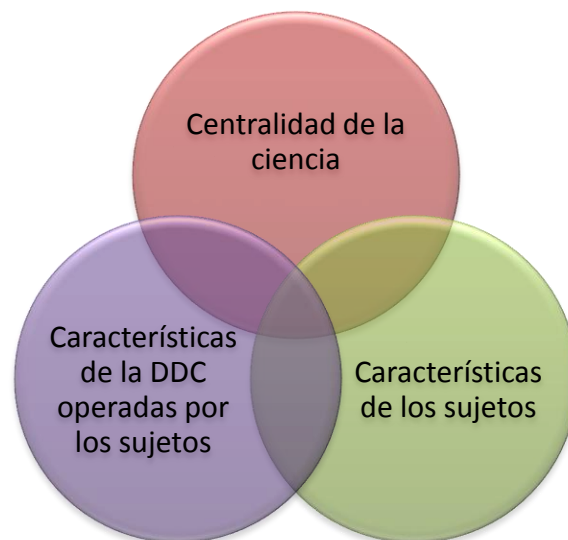 Centralidad de la
ciencia
Características
de la DDC
operadas por
los sujetos
Características
de los sujetos